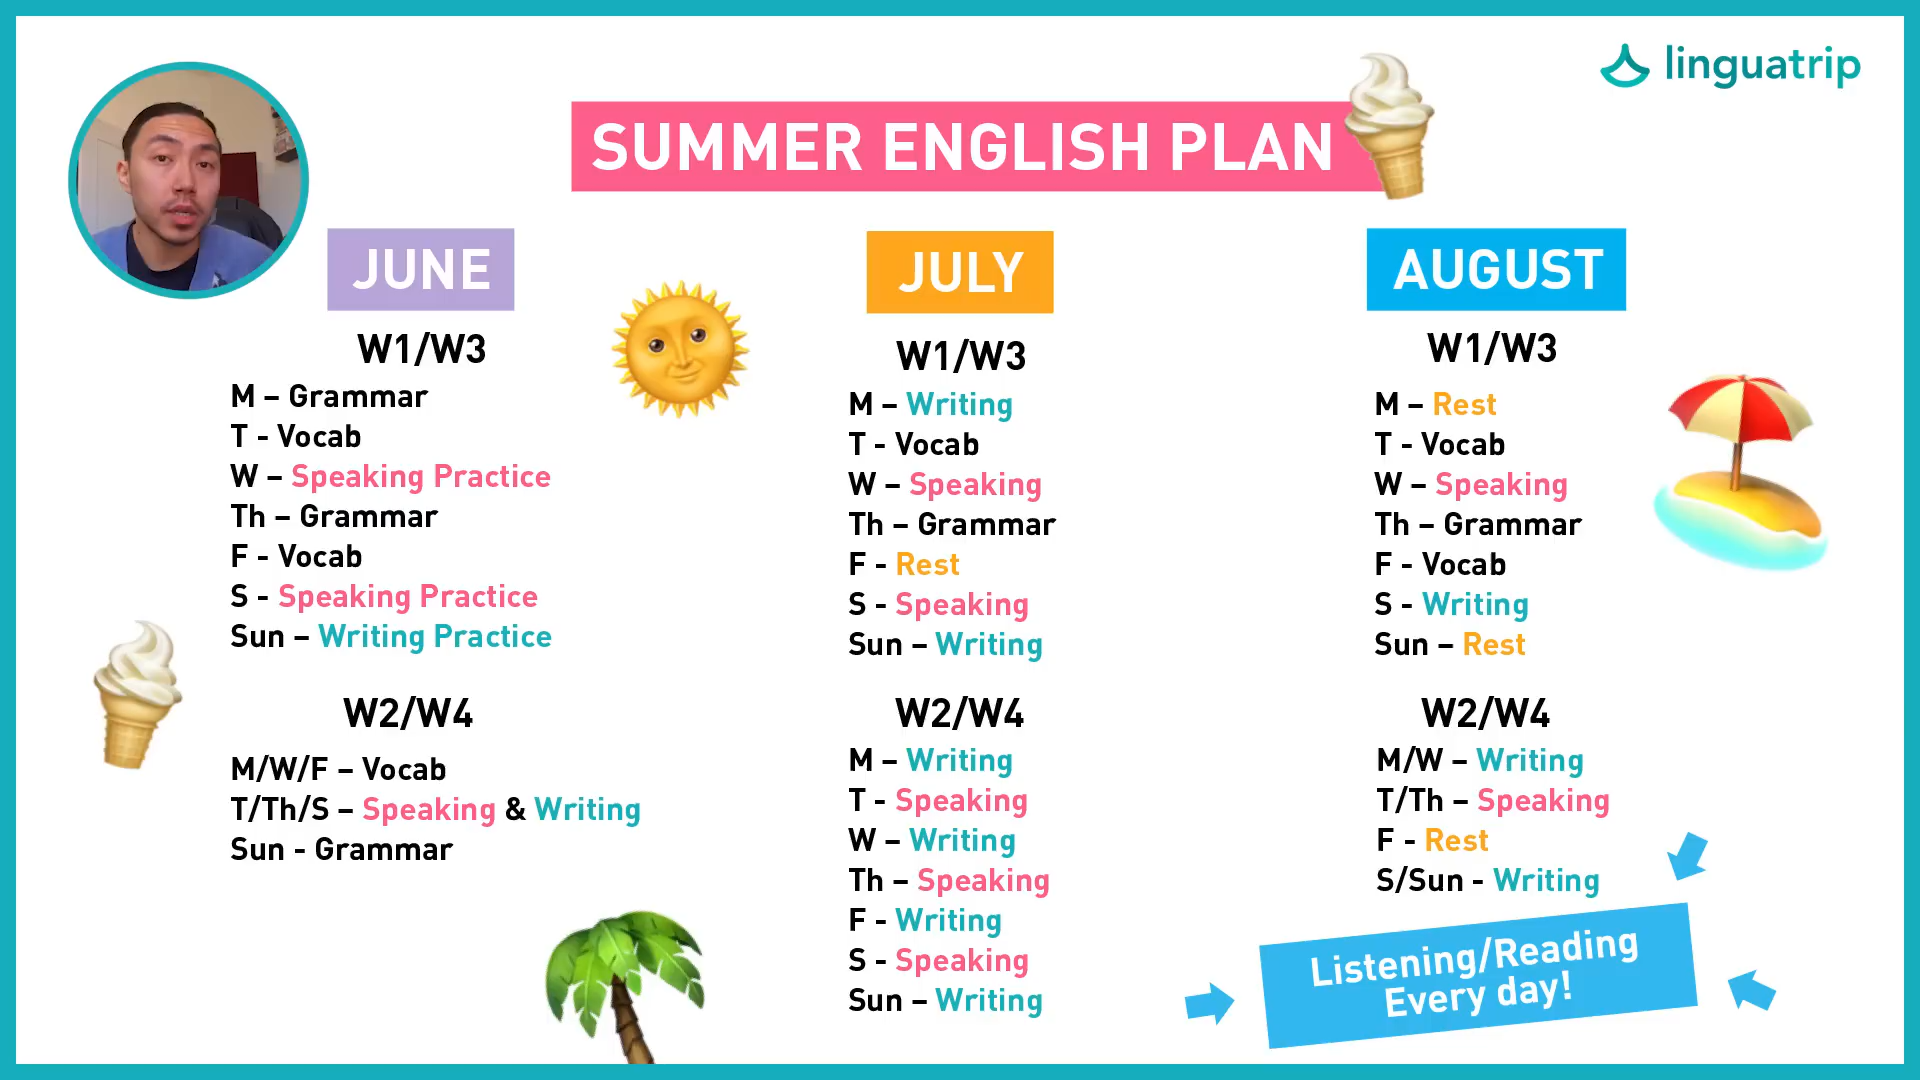 linguatrip
SUMMER ENGLISH PLAN
JUNE
W1/W3
M – Grammar
T - Vocab
W – Speaking Practice
Th – Grammar
F - Vocab
S - Speaking Practice
Sun – Writing Practice
W2/W4
M/W/F – Vocab
T/Th/S – Speaking & Writing
Sun - Grammar
JULY
W1/W3
M – Writing
T - Vocab
W – Speaking
Th – Grammar
F - Rest
S - Speaking
Sun – Writing
W2/W4
M – Writing
T - Speaking
W – Writing
Th – Speaking
F - Writing
S - Speaking
Sun – Writing
AUGUST
W1/W3
M – Rest
T - Vocab
W – Speaking
Th – Grammar
F - Vocab
S - Writing
Sun – Rest
W2/W4
M/W – Writing
T/Th – Speaking
F - Rest
S/Sun - Writing
Listening/Reading
Every day!